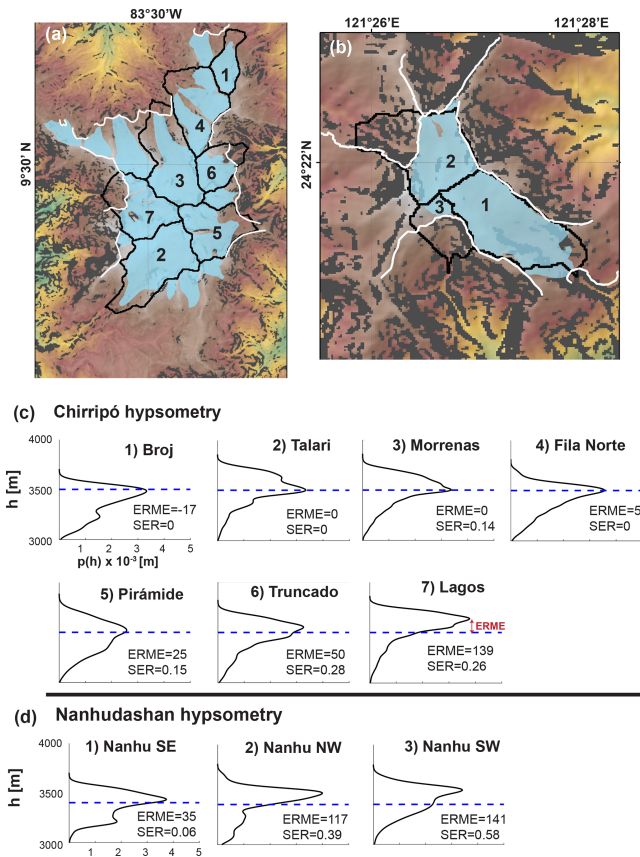 83°30'W
121°26'E
121°28'E
(a)
(b)
9°30'N
24°22'N
1
4
3
6
7
5
2
2
3
1
(c) Chirripó hypsometry
4000
3500
3000
h [m]
1) Broj
ERME=-17
SER=0
1 2 3 4 5
p(h) x 10⁻³ [m]
2) Talari
ERME=0
SER=0
3) Morrenas
ERME=0
SER=0.14
4) Fila Norte
ERME=5
SER=0
5) Pirámide
ERME=25
SER=0.15
6) Truncado
ERME=50
SER=0.28
7) Lagos
ERME
ERME=139
SER=0.26
(d) Nanhudashan hypsometry
4000
3500
3000
h [m]
1) Nanhu SE
ERME=35
SER=0.06
1 2 3 4 5
2) Nanhu NW
ERME=117
SER=0.39
3) Nanhu SW
ERME=141
SER=0.58